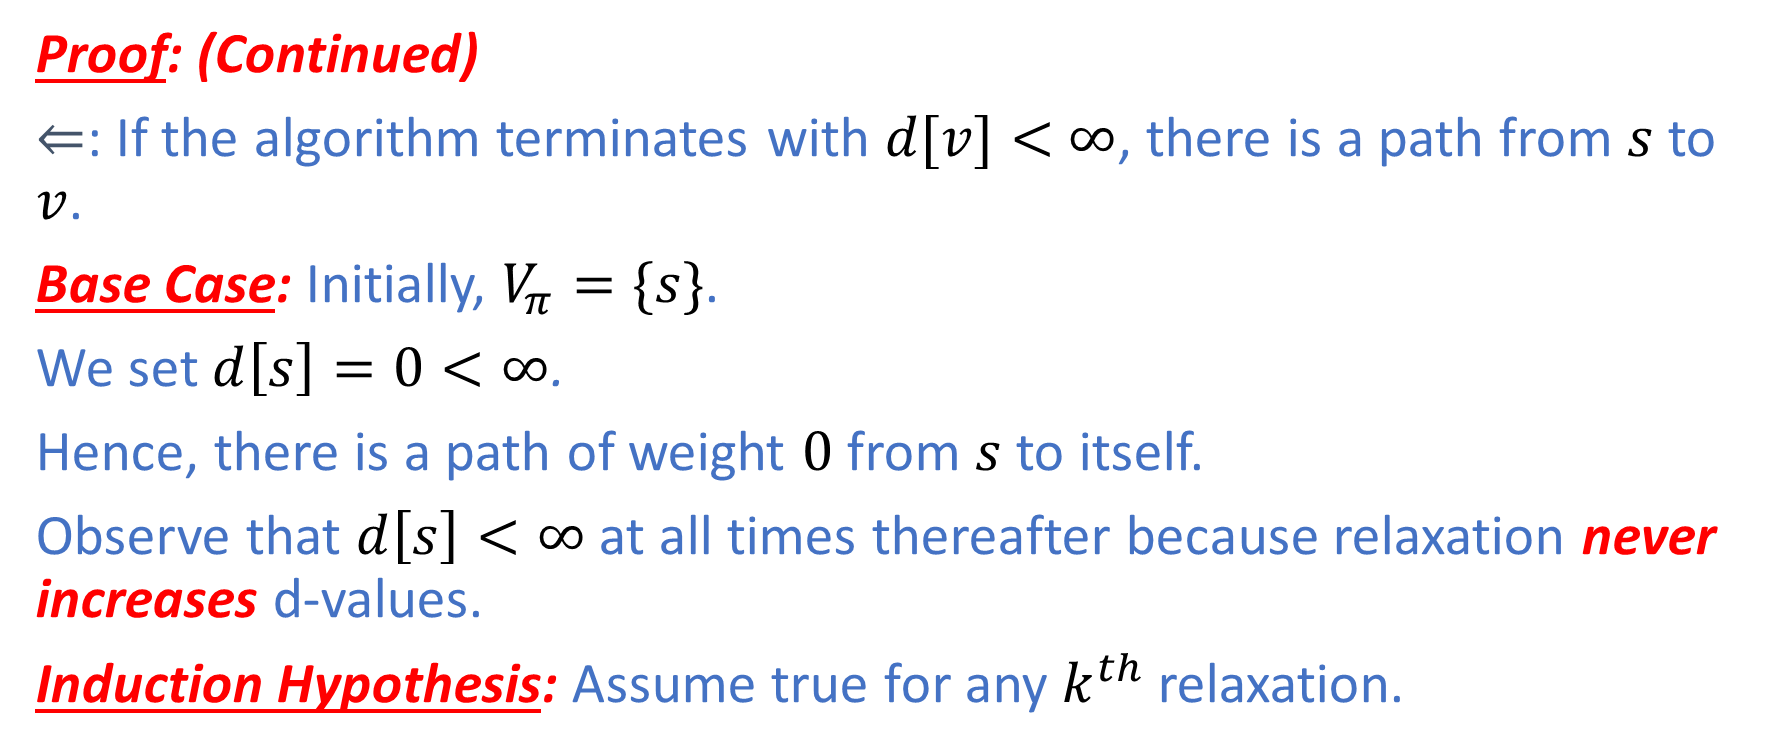 Proof: (Continued)
⇐: If the algorithm terminates with d[v] < ∞, there is a path from s to
v.
Base Case: Initially, V_π = {s}.
We set d[s] = 0 < ∞.
Hence, there is a path of weight 0 from s to itself.
Observe that d[s] < ∞ at all times thereafter because relaxation never
increases d-values.
Induction Hypothesis: Assume true for any k^{th} relaxation.